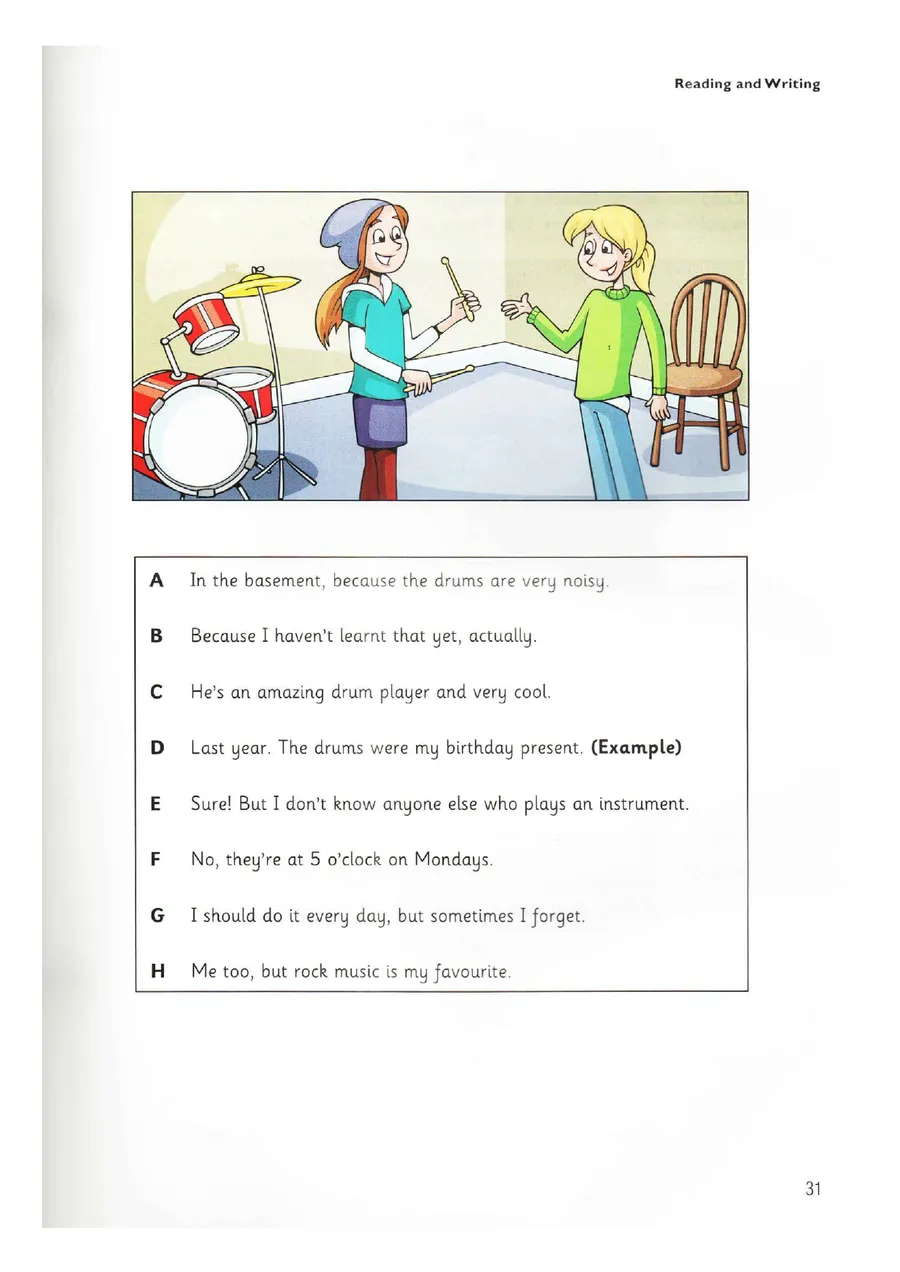 Reading and Writing
A In the basement, because the drums are very noisy.
B Because I haven't learnt that yet, actually.
C He's an amazing drum player and very cool.
D Last year. The drums were my birthday present. (Example)
E Sure! But I don't know anyone else who plays an instrument.
F No, they're at 5 o'clock on Mondays.
G I should do it every day, but sometimes I forget.
H Me too, but rock music is my favourite.
31